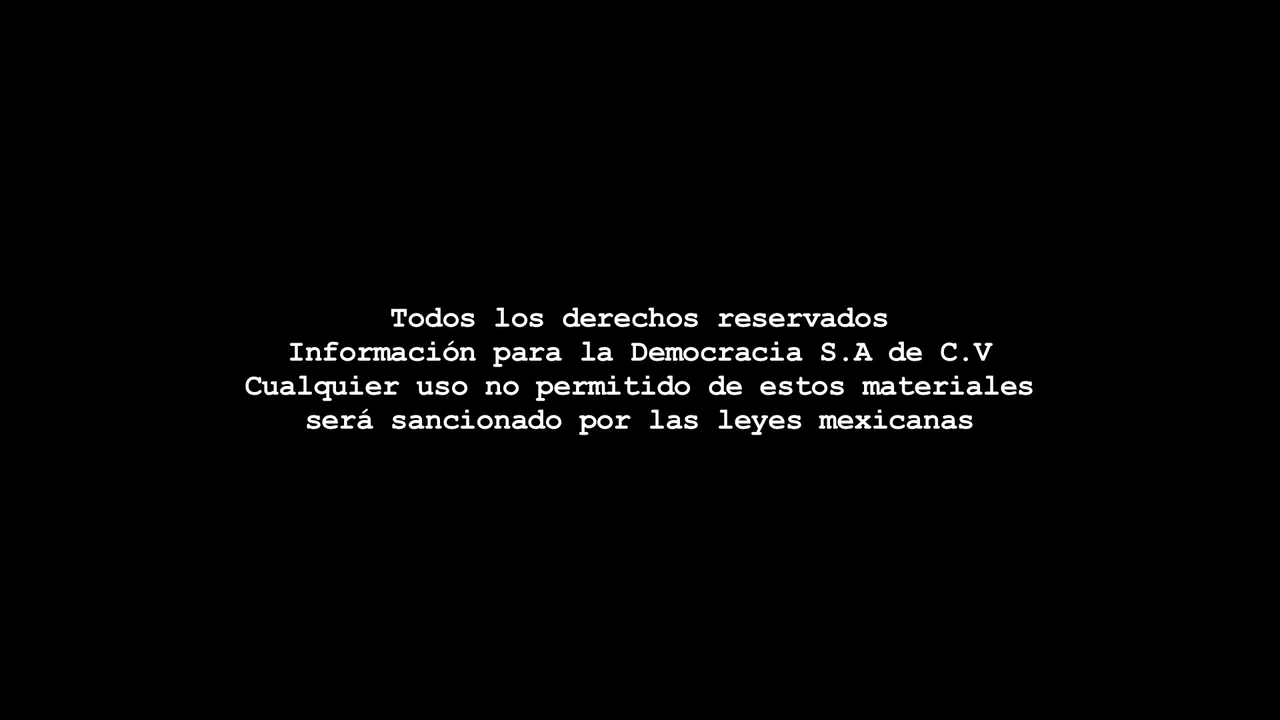 Todos los derechos reservados
Información para la Democracia S.A de C.V
Cualquier uso no permitido de estos materiales
será sancionado por las leyes mexicanas